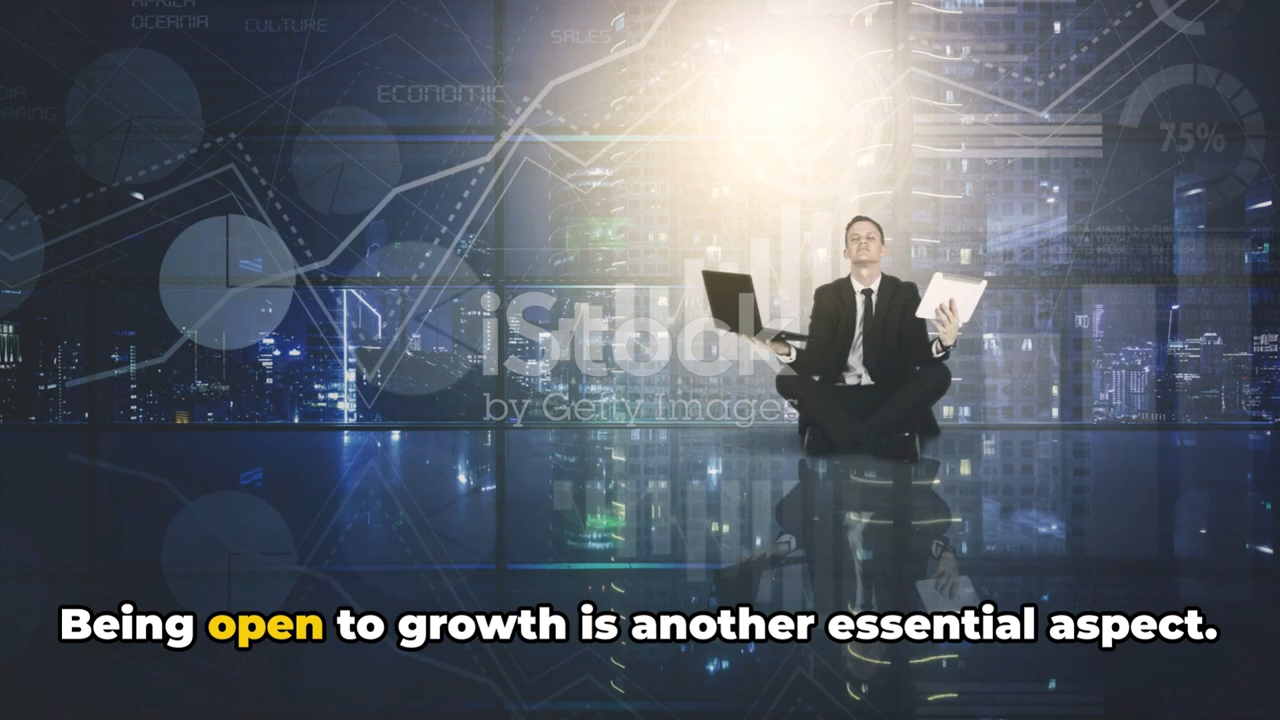 AFRICA
OCEANIA
CULTURE
SALES
ECONOMIC
75%
iStock
by Getty Images
Being open to growth is another essential aspect.